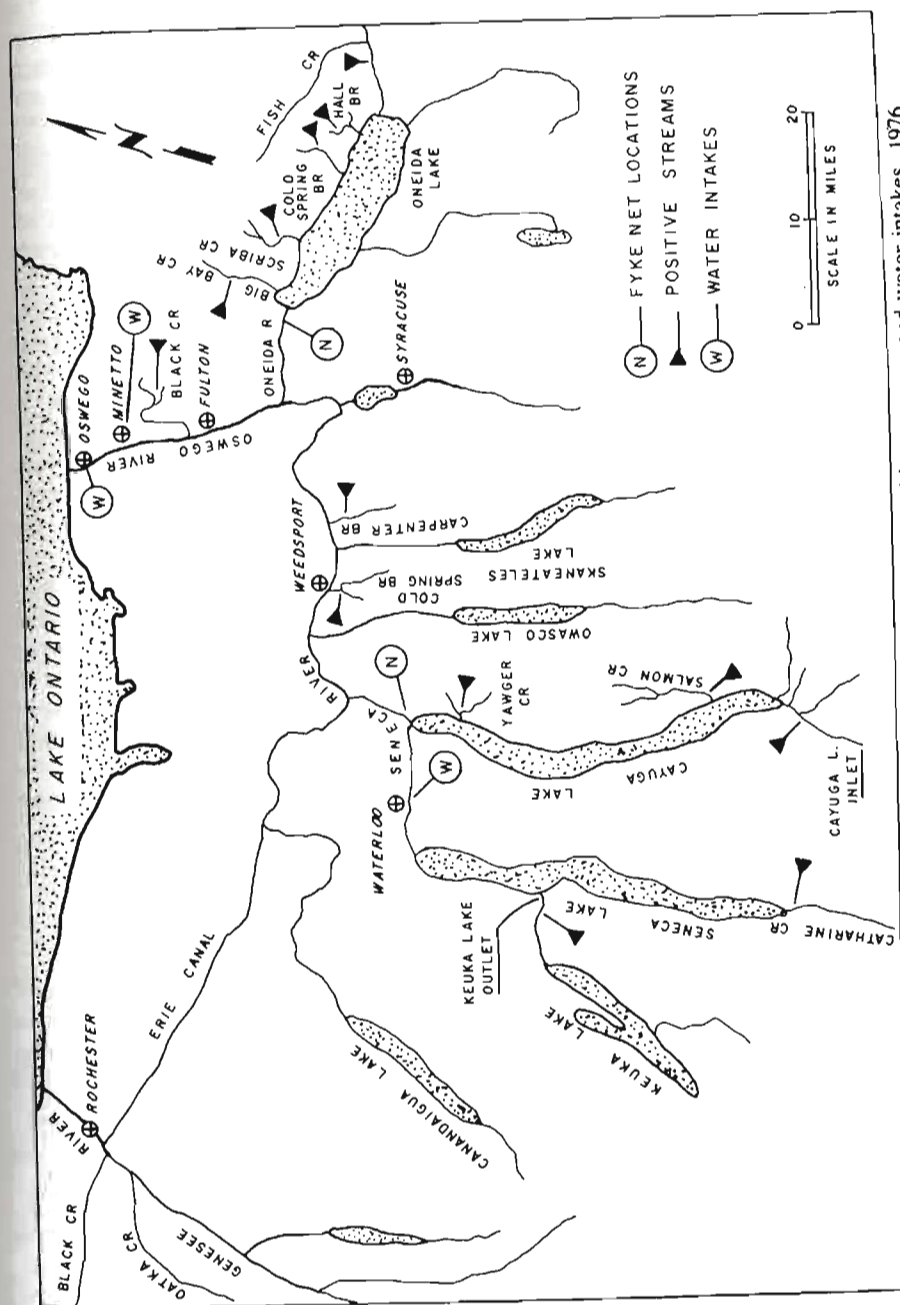 LAKE ONTARIO
BLACK CR
OATKA CR
GENESEE
RIVER
ROCHESTER
ERIE CANAL
CANANDAIGUA
LAKE
KEUKA
LAKE
KEUKA LAKE
OUTLET
SENECA
LAKE
CATHARINE CR
WATERLOO
W
SENECA
RIVER
N
CAYUGA
LAKE
YAWGER
CR
SALMON CR
CAYUGA L.
INLET
OWASCO LAKE
COLD
SPRING BR
WEEDSPORT
SKANEATELES
LAKE
CARPENTER BR
OSWEGO
W
MINETTO
W
BLACK CR
FULTON
OSWEGO
RIVER
ONEIDA R
N
SYRACUSE
BIG
BAY CR
SCRIBA CR
COLD
SPRING
BR
HALL
BR
FISH CR
ONEIDA
LAKE
N
N FYKE NET LOCATIONS
POSITIVE STREAMS
W WATER INTAKES
0 10 20
SCALE IN MILES
water intakes, 1976